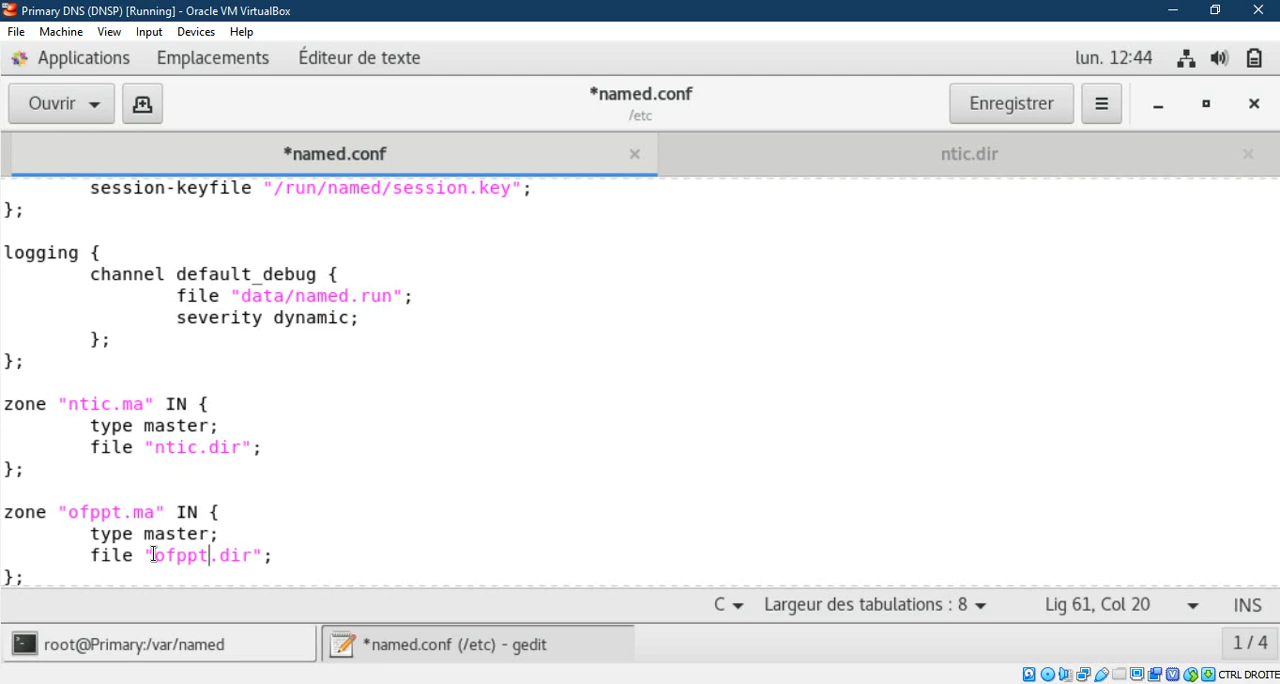 Primary DNS (DNSP) [Running] - Oracle VM VirtualBox
File Machine View Input Devices Help
Applications Emplacements Éditeur de texte lun. 12:44
Ouvrir *named.conf Enregistrer
/etc
*named.conf ntic.dir
session-keyfile "/run/named/session.key";
};
logging {
channel default_debug {
file "data/named.run";
severity dynamic;
};
};
zone "ntic.ma" IN {
type master;
file "ntic.dir";
};
zone "ofppt.ma" IN {
type master;
file "ofppt.dir";
};
C Largeur des tabulations : 8 Lig 61, Col 20 INS
root@Primary:/var/named *named.conf (/etc) - gedit 1 / 4
CTRL DROITE